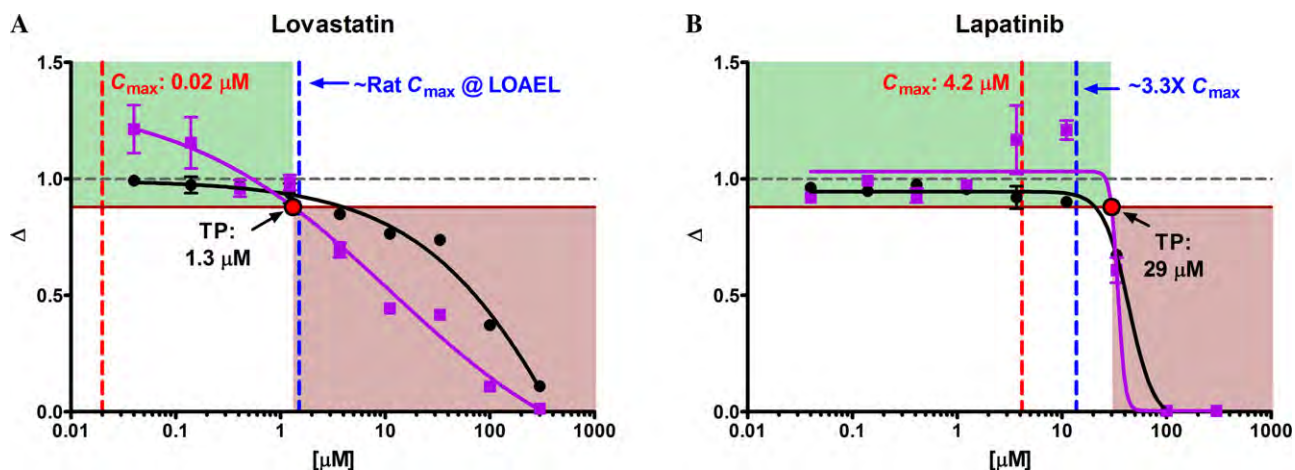 A
Lovastatin
1.5
1.0
0.5
0.0
Δ
Cmax: 0.02 μM
~Rat Cmax @ LOAEL
TP:
1.3 μM
0.01
0.1
1
10
100
1000
[μM]
B
Lapatinib
1.5
1.0
0.5
0.0
Δ
Cmax: 4.2 μM
~3.3X Cmax
TP:
29 μM
0.01
0.1
1
10
100
1000
[μM]